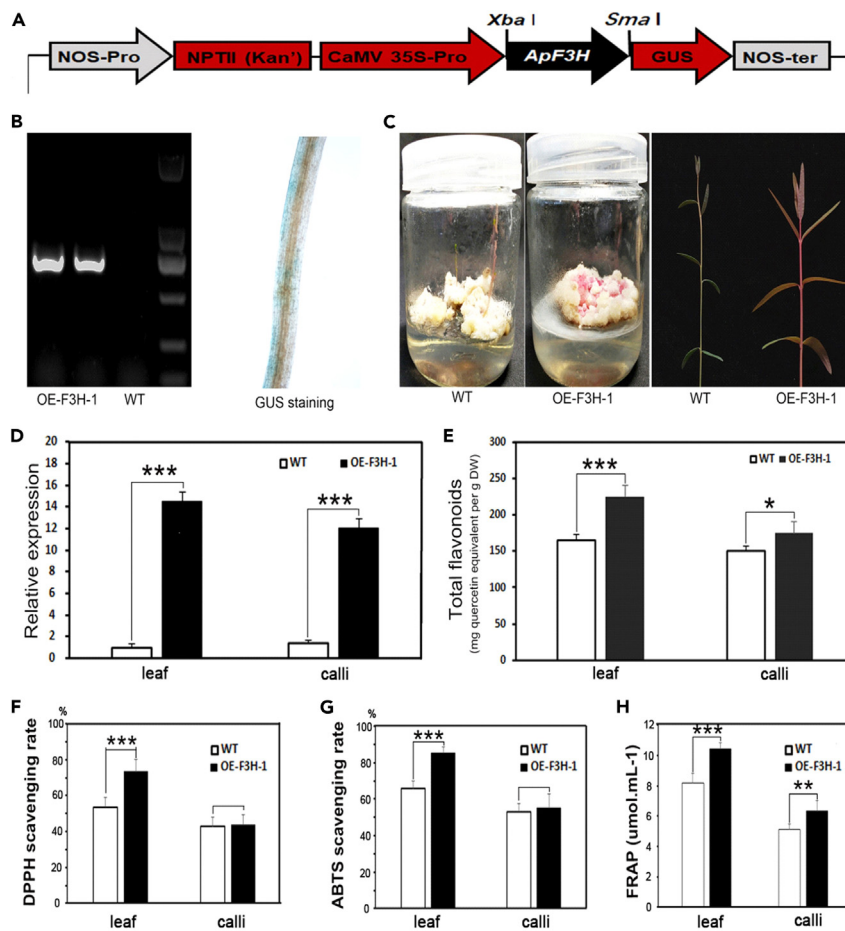 A
Xba I
Sma I
NOS-Pro
NPTII (Kan')
CaMV 35S-Pro
ApF3H
GUS
NOS-ter
B
OE-F3H-1
WT
GUS staining
C
WT
OE-F3H-1
WT
OE-F3H-1
D
Relative expression
20
18
16
14
12
10
8
6
4
2
0
***
***
WT
OE-F3H-1
leaf
calli
E
Total flavonoids
(mg quercetin equivalent per g DW)
300
250
200
150
100
50
0
***
*
WT
OE-F3H-1
leaf
calli
F
%
DPPH scavenging rate
100
80
60
40
20
0
***
WT
OE-F3H-1
leaf
calli
G
%
ABTS scavenging rate
100
80
60
40
20
0
***
WT
OE-F3H-1
leaf
calli
H
FRAP (umol.mL-1)
12
10
8
6
4
2
0
***
**
WT
OE-F3H-1
leaf
calli